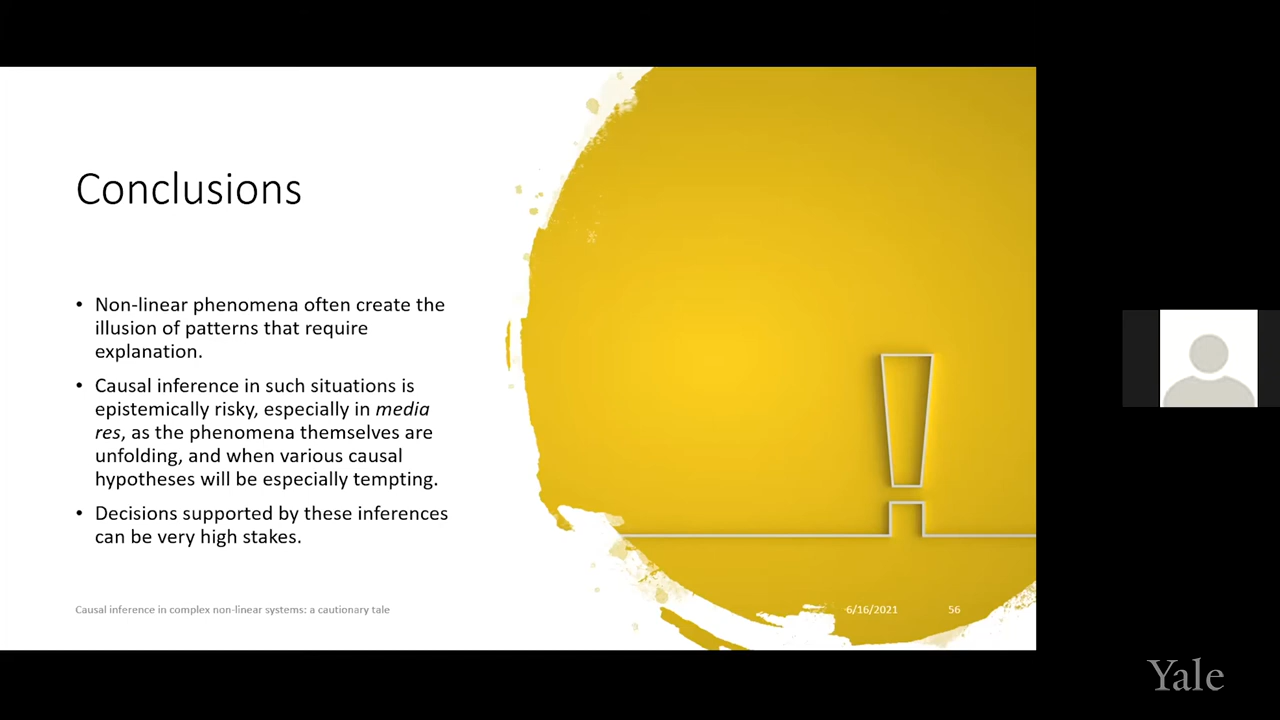 Conclusions
• Non-linear phenomena often create the
illusion of patterns that require
explanation.
• Causal inference in such situations is
epistemically risky, especially in media
res, as the phenomena themselves are
unfolding, and when various causal
hypotheses will be especially tempting.
• Decisions supported by these inferences
can be very high stakes.
Causal inference in complex non-linear systems: a cautionary tale
6/16/2021
56
Yale